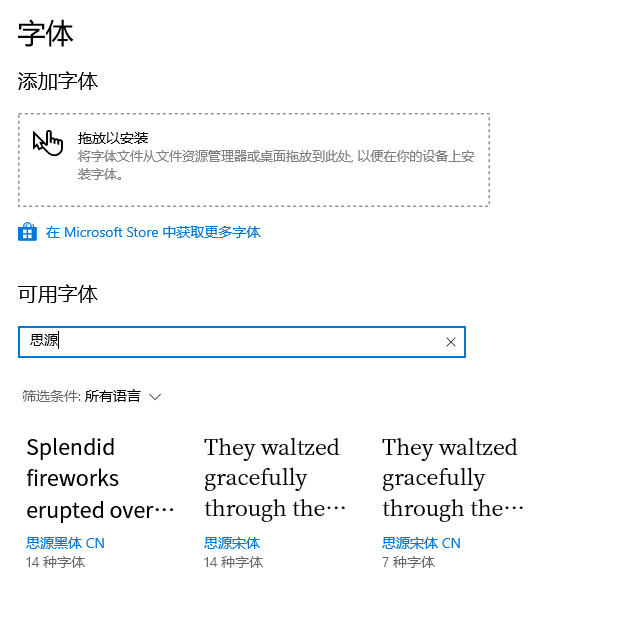 字体
添加字体
拖放以安装
将字体文件从文件资源管理器或桌面拖放到此处, 以便在你的设备上安
装字体。
在 Microsoft Store 中获取更多字体
可用字体
思源
筛选条件: 所有语言
Splendid
fireworks
erupted over…
思源黑体 CN
14 种字体
They waltzed
gracefully
through the…
思源宋体
14 种字体
They waltzed
gracefully
through the…
思源宋体 CN
7 种字体